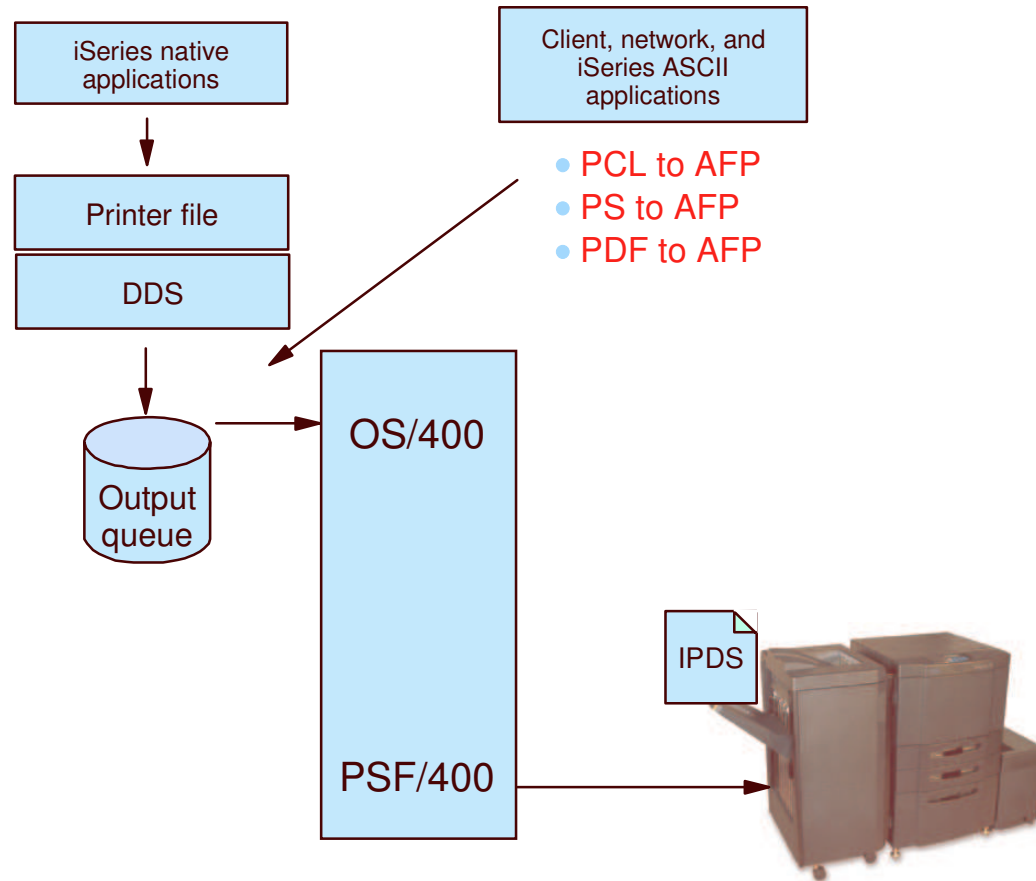 iSeries native
applications
Client, network, and
iSeries ASCII
applications
PCL to AFP
PS to AFP
PDF to AFP
Printer file
DDS
OS/400
Output
queue
IPDS
PSF/400